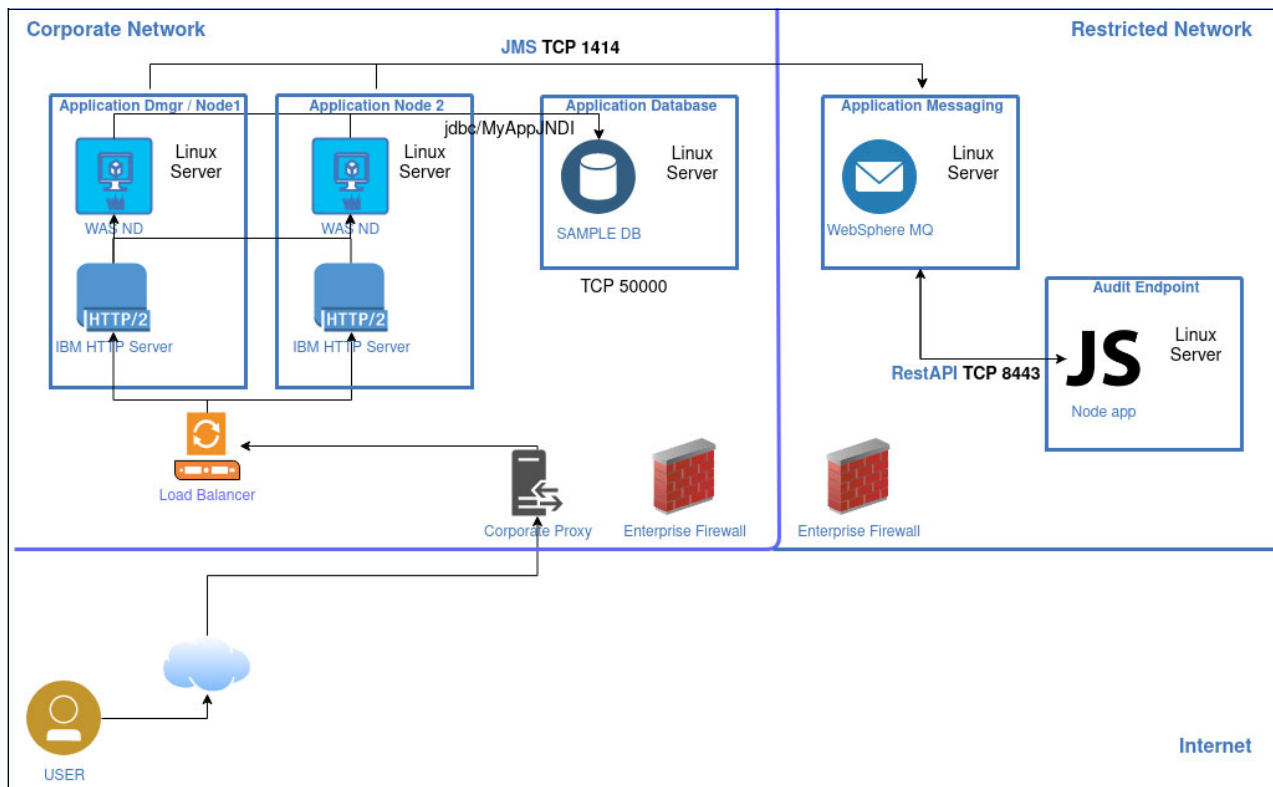 Corporate Network
Restricted Network
JMS TCP 1414
Application Dmgr / Node1
Application Node 2
Application Database
Application Messaging
jdbc/MyAppJNDI
Linux
Server
Linux
Server
Linux
Server
Linux
Server
WAS ND
WAS ND
SAMPLE DB
WebSphere MQ
TCP 50000
Audit Endpoint
HTTP/2
HTTP/2
IBM HTTP Server
IBM HTTP Server
JS
Linux
Server
RestAPI TCP 8443
Node app
Load Balancer
Corporate Proxy
Enterprise Firewall
Enterprise Firewall
Internet
USER